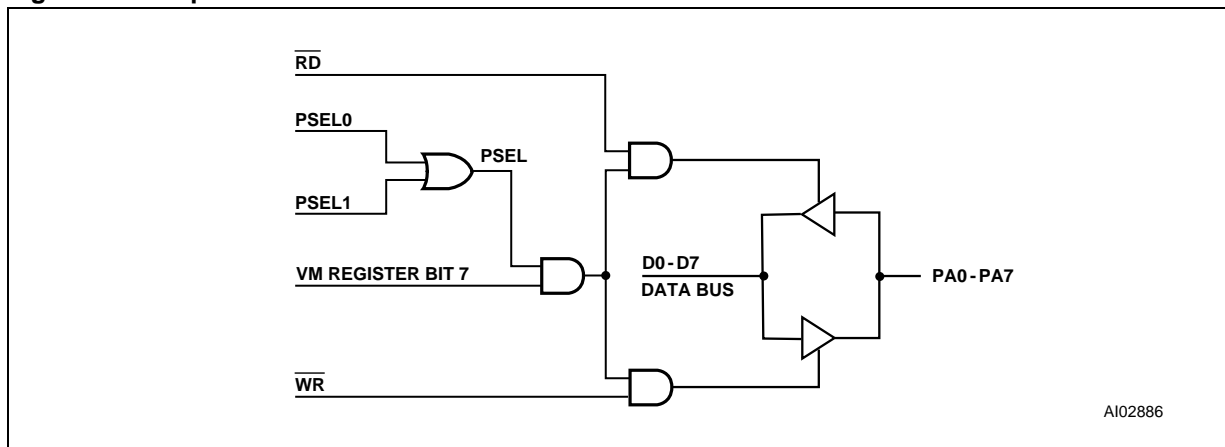 RD
PSEL0
PSEL
PSEL1
VM REGISTER BIT 7
D0-D7
DATA BUS
PA0-PA7
WR
AI02886